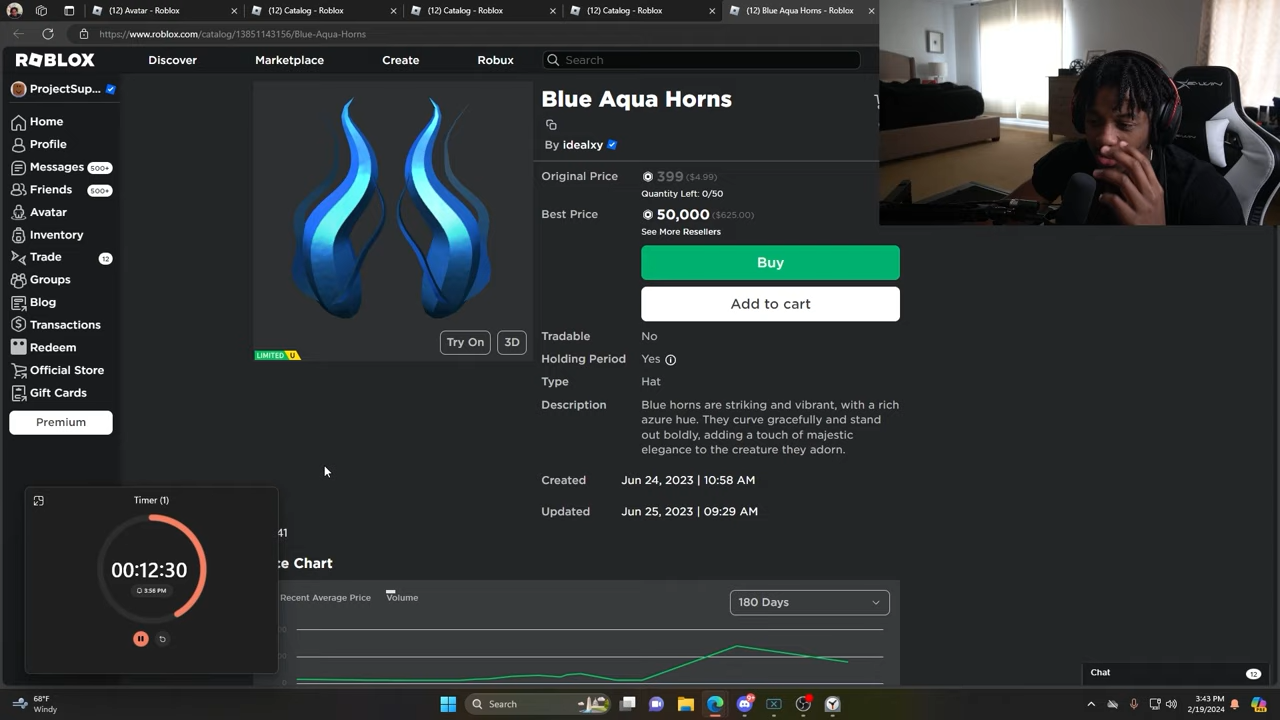 (12) Avatar - Roblox
(12) Catalog - Roblox
(12) Catalog - Roblox
(12) Catalog - Roblox
(12) Blue Aqua Horns - Roblox
https://www.roblox.com/catalog/13851143156/Blue-Aqua-Horns
ROBLOX
Discover
Marketplace
Create
Robux
Search
ProjectSup...
Home
Profile
Messages 500+
Friends 500+
Avatar
Inventory
Trade 12
Groups
Blog
Transactions
Redeem
Official Store
Gift Cards
Premium
Try On
3D
LIMITED U
Blue Aqua Horns
By idealxy
Original Price 399 ($4.99)
Quantity Left: 0/50
Best Price 50,000 ($625.00)
See More Resellers
Buy
Add to cart
Tradable No
Holding Period Yes
Type Hat
Description Blue horns are striking and vibrant, with a rich
azure hue. They curve gracefully and stand
out boldly, adding a touch of majestic
elegance to the creature they adorn.
Created Jun 24, 2023 | 10:58 AM
Updated Jun 25, 2023 | 09:29 AM
41
ce Chart
Recent Average Price
Volume
180 Days
Timer (1)
00:12:30
3:56 PM
Chat 12
68°F
Windy
Search
3:43 PM
2/19/2024